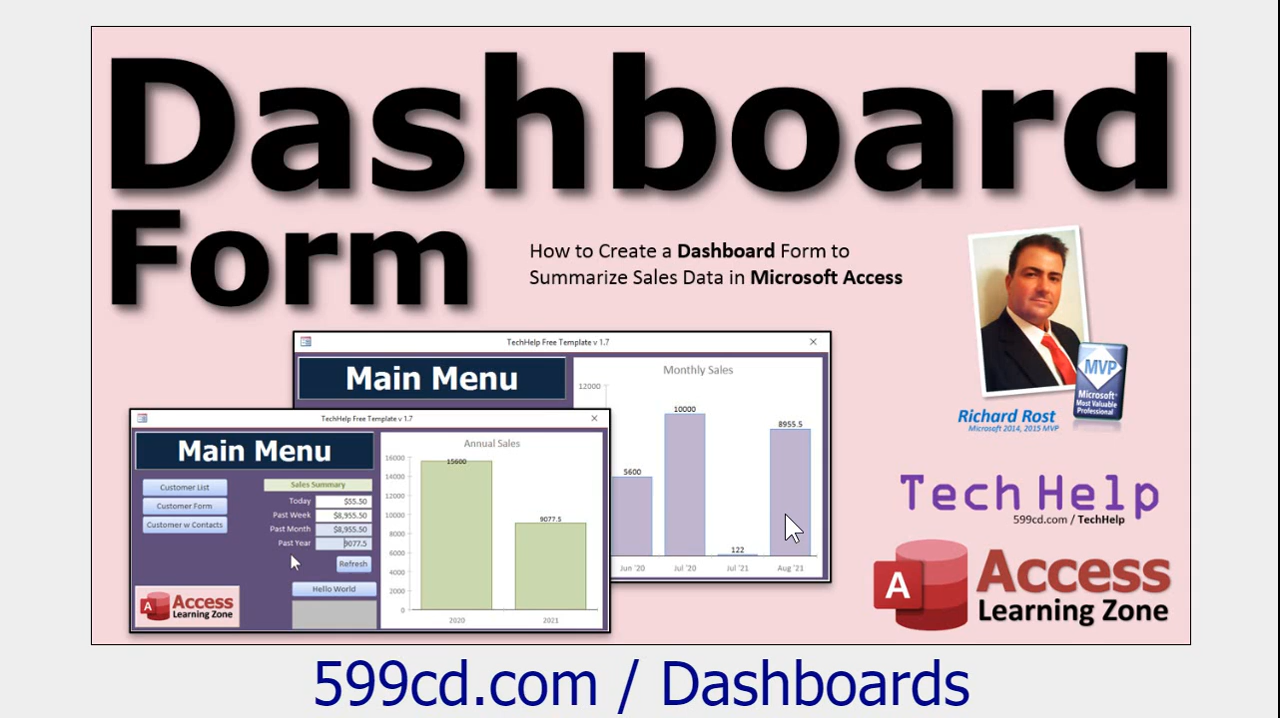 Dashboard
Form
How to Create a Dashboard Form to
Summarize Sales Data in Microsoft Access
MVP
Microsoft
Most Valuable
Professional
Richard Rost
Microsoft 2014, 2015 MVP
TechHelp Free Template v 1.7
Main Menu
Monthly Sales
12000
10000
8955.5
5600
122
Jun '20
Jul '20
Jul '21
Aug '21
TechHelp Free Template v 1.7
Main Menu
Customer List
Customer Form
Customer w Contacts
Sales Summary
Today $55.50
Past Week $8,955.50
Past Month $8,955.50
Past Year 9077.5
Refresh
Hello World
A Access
Learning Zone
Annual Sales
16000
14000
12000
10000
8000
6000
4000
2000
0
15600
9077.5
2020
2021
Tech Help
599cd.com / TechHelp
A Access
Learning Zone
599cd.com / Dashboards